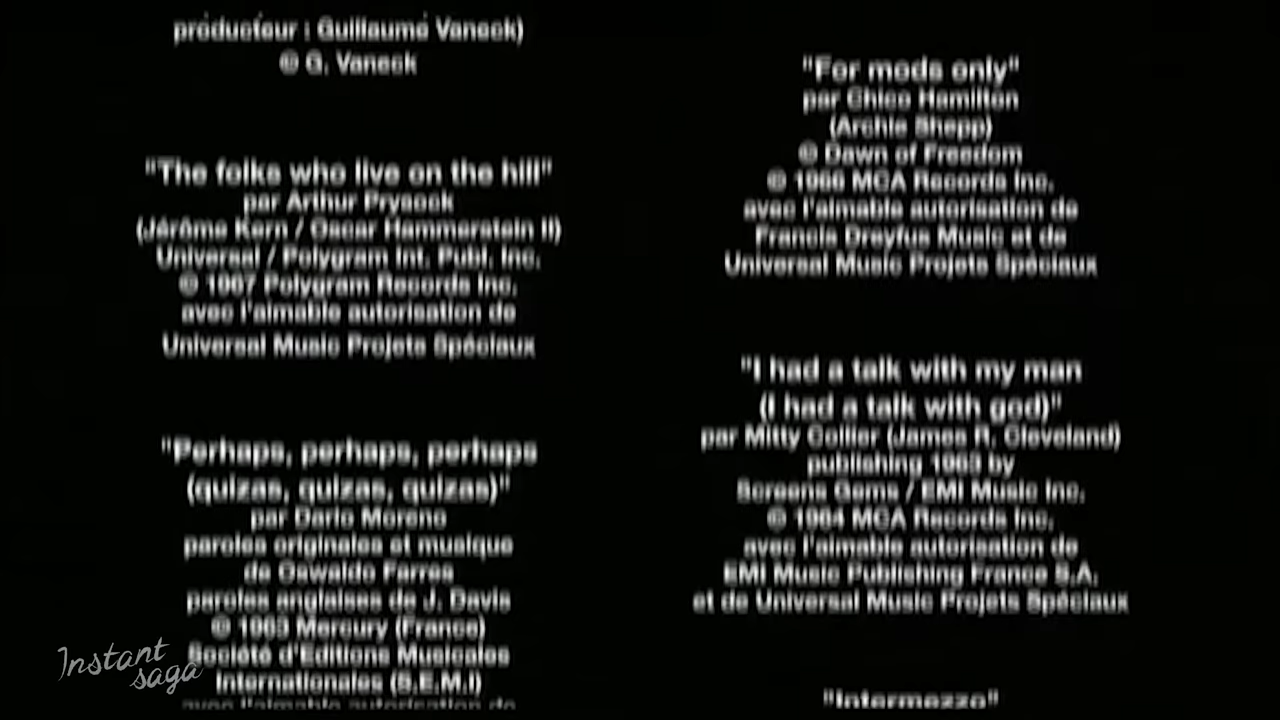 producteur : Guillaume Vaneck)
© G. Vaneck
"The folks who live on the hill"
par Arthur Prysock
(Jérôme Kern / Oscar Hammerstein II)
Universal / Polygram Int. Publ. Inc.
© 1967 Polygram Records Inc.
avec l'aimable autorisation de
Universal Music Projets Spéciaux
"Perhaps, perhaps, perhaps
(quizas, quizas, quizas)"
par Dario Moreno
paroles originales et musique
de Oswaldo Farres
paroles anglaises de J. Davis
© 1963 Mercury (France)
Société d'Editions Musicales
Internationales (S.E.M.I)
avec l'aimable autorisation de
"For mods only"
par Chico Hamilton
(Archie Shepp)
© Dawn of Freedom
© 1966 MCA Records Inc.
avec l'aimable autorisation de
Francis Dreyfus Music et de
Universal Music Projets Spéciaux
"I had a talk with my man
(I had a talk with god)"
par Mitty Collier (James R. Cleveland)
publishing 1963 by
Screens Gems / EMI Music Inc.
© 1964 MCA Records Inc.
avec l'aimable autorisation de
EMI Music Publishing France S.A.
et de Universal Music Projets Spéciaux
"Intermezzo"
Instant
saga